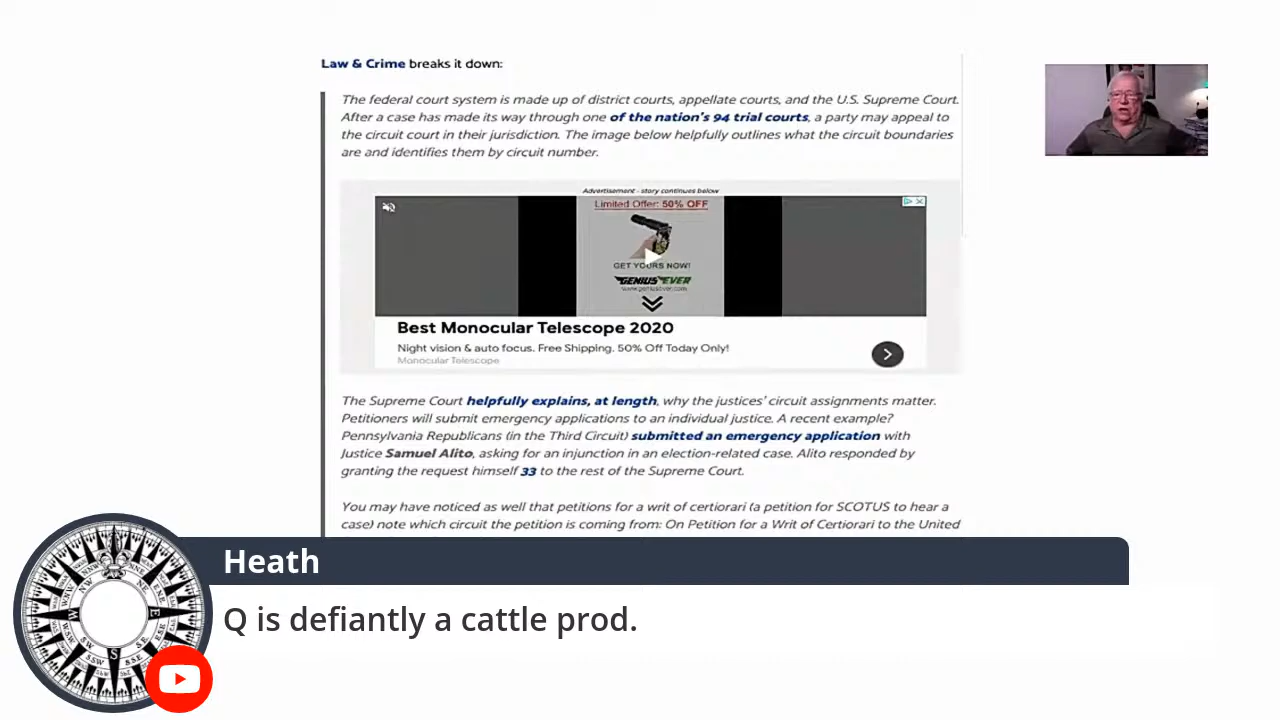 Law & Crime breaks it down:
The federal court system is made up of district courts, appellate courts, and the U.S. Supreme Court.
After a case has made its way through one of the nation's 94 trial courts, a party may appeal to
the circuit court in their jurisdiction. The image below helpfully outlines what the circuit boundaries
are and identifies them by circuit number.
Advertisement - story continues below
Limited Offer: 50% OFF
GET YOURS NOW!
GENIUS EVER
www.geniusever.com
Best Monocular Telescope 2020
Night vision & auto focus. Free Shipping. 50% Off Today Only!
Monocular Telescope
The Supreme Court helpfully explains, at length, why the justices' circuit assignments matter.
Petitioners will submit emergency applications to an individual justice. A recent example?
Pennsylvania Republicans (in the Third Circuit) submitted an emergency application with
Justice Samuel Alito, asking for an injunction in an election-related case. Alito responded by
granting the request himself 33 to the rest of the Supreme Court.
You may have noticed as well that petitions for a writ of certiorari (a petition for SCOTUS to hear a
case) note which circuit the petition is coming from: On Petition for a Writ of Certiorari to the United
Heath
Q is defiantly a cattle prod.
N
E
S
W